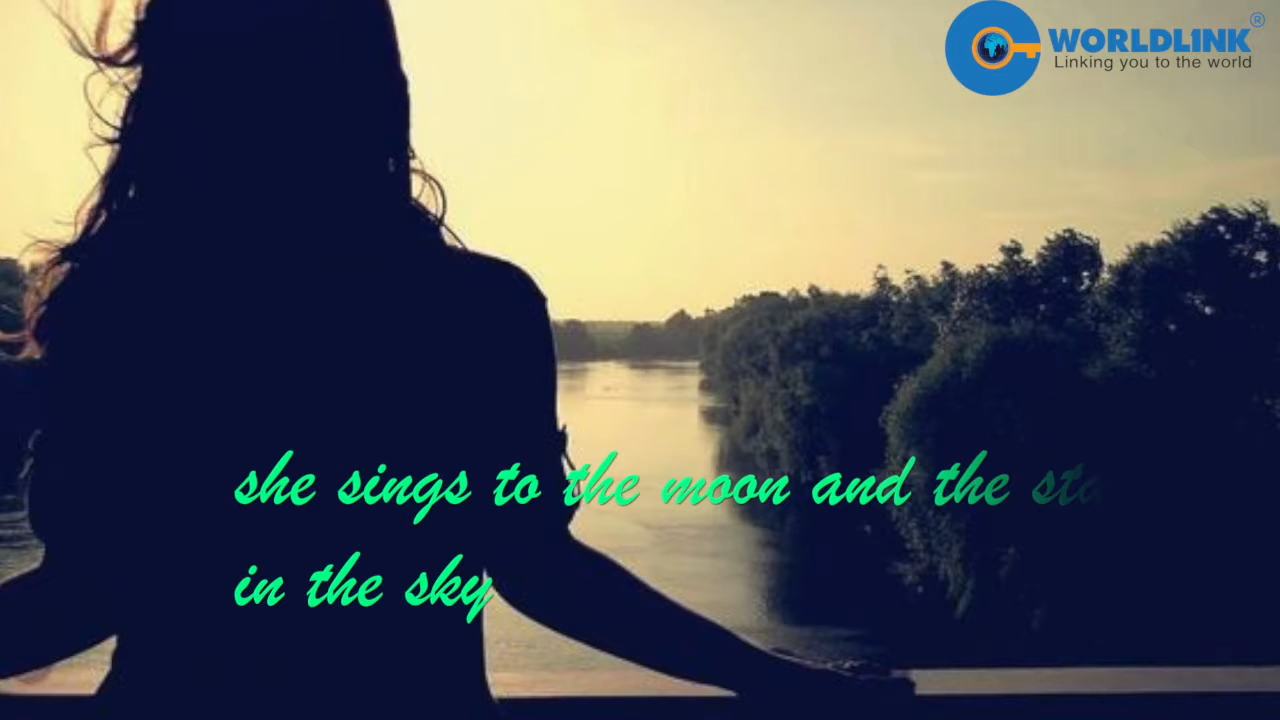 WORLDLINK®
Linking you to the world
she sings to the moon and the
in the sky